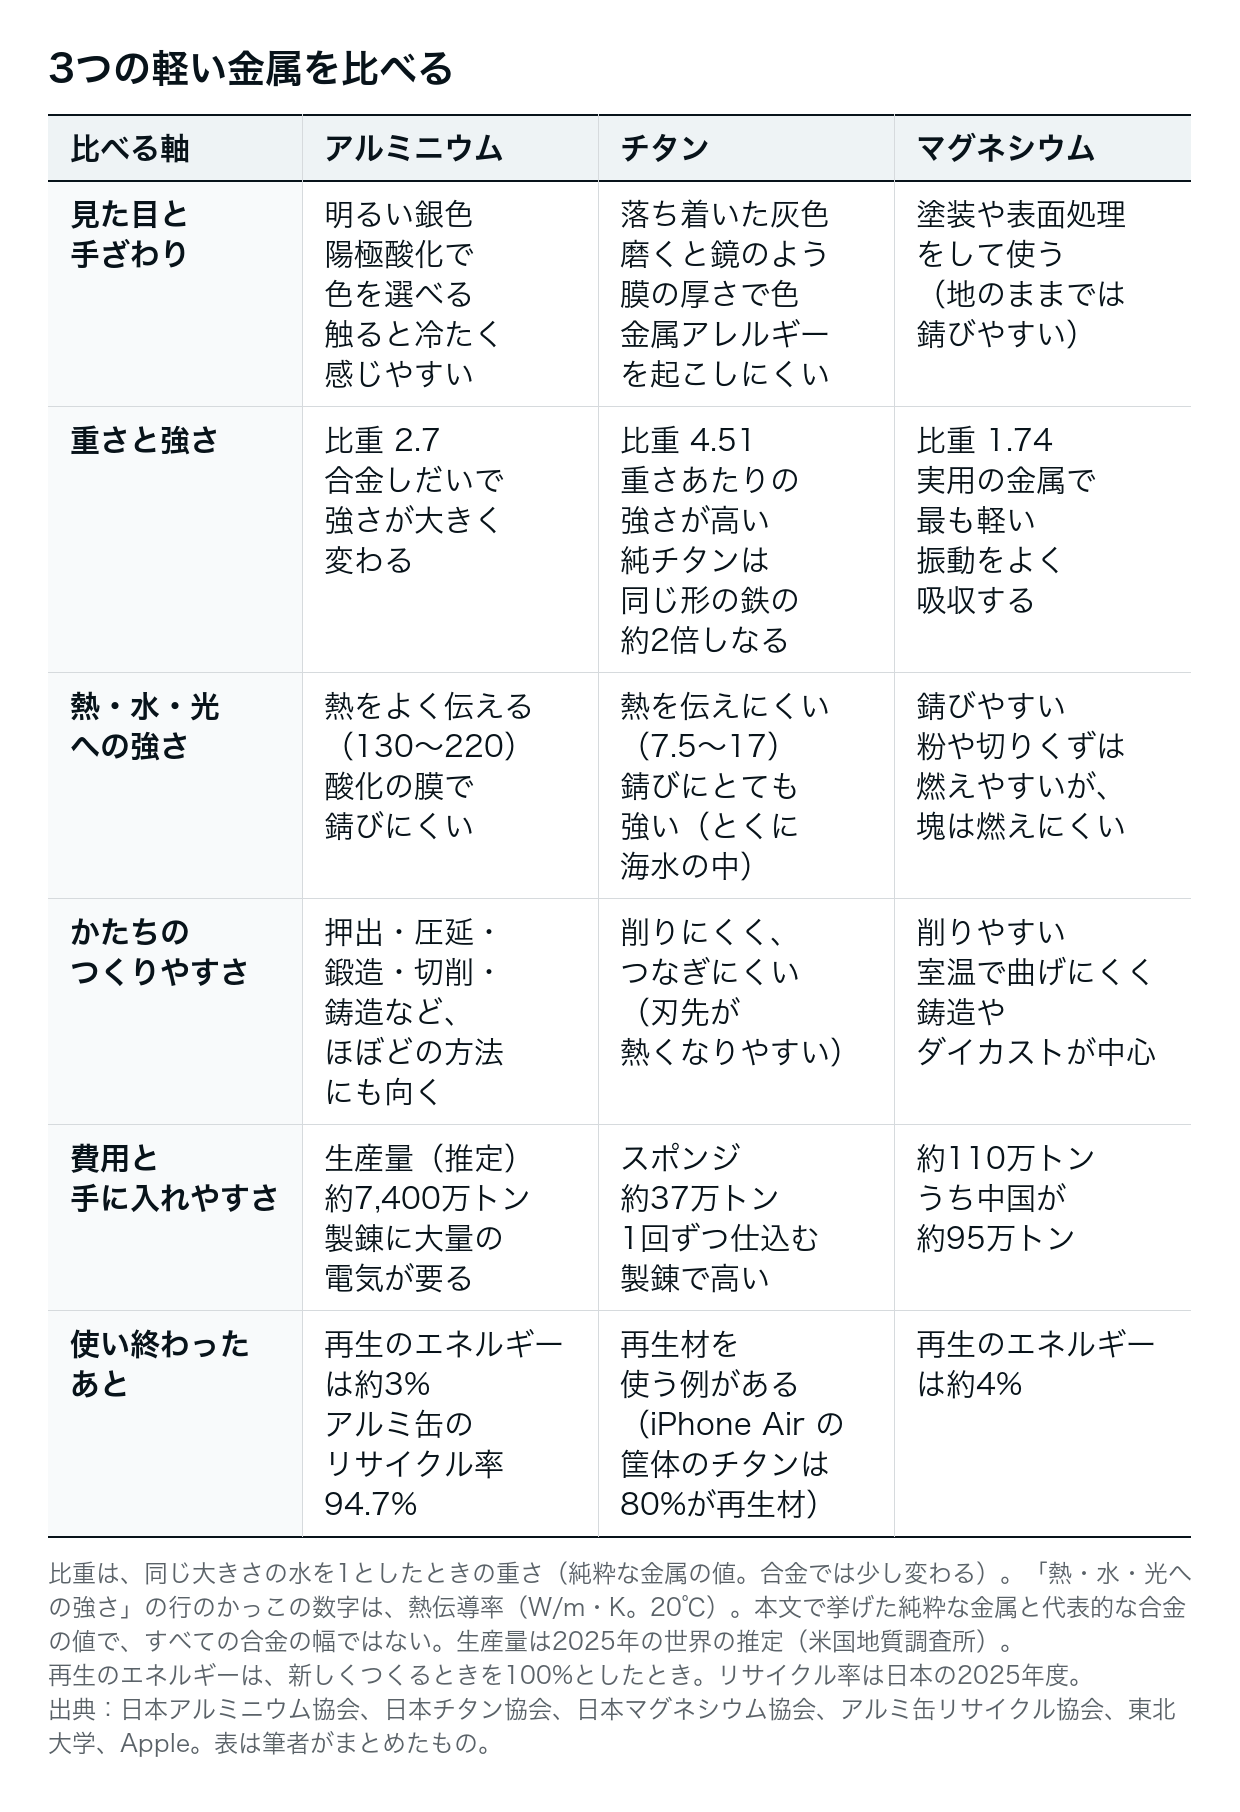 3つの軽い金属を比べる
比べる軸
アルミニウム
チタン
マグネシウム
見た目と
手ざわり
明るい銀色
陽極酸化で
色を選べる
触ると冷たく
感じやすい
落ち着いた灰色
磨くと鏡のよう
膜の厚さで色
金属アレルギー
を起こしにくい
塗装や表面処理
をして使う
（地のままでは
錆びやすい）
重さと強さ
比重 2.7
合金しだいで
強さが大きく
変わる
比重 4.51
重さあたりの
強さが高い
純チタンは
同じ形の鉄の
約2倍しなる
比重 1.74
実用の金属で
最も軽い
振動をよく
吸収する
熱・水・光
への強さ
熱をよく伝える
（130〜220）
酸化の膜で
錆びにくい
熱を伝えにくい
（7.5〜17）
錆びにとても
強い（とくに
海水の中）
錆びやすい
粉や切りくずは
燃えやすいが、
塊は燃えにくい
かたちの
つくりやすさ
押出・圧延・
鍛造・切削・
鋳造など、
ほぼどの方法
にも向く
削りにくく、
つなぎにくい
（刃先が
熱くなりやすい）
削りやすい
室温で曲げにくく
鋳造や
ダイカストが中心
費用と
手に入れやすさ
生産量（推定）
約7,400万トン
製錬に大量の
電気が要る
スポンジ
約37万トン
1回ずつ仕込む
製錬で高い
約110万トン
うち中国が
約95万トン
使い終わった
あと
再生のエネルギー
は約3%
アルミ缶の
リサイクル率
94.7%
再生材を
使う例がある
（iPhone Air の
筐体のチタンは
80%が再生材）
再生のエネルギー
は約4%
比重は、同じ大きさの水を1としたときの重さ（純粋な金属の値。合金では少し変わる）。「熱・水・光へ
の強さ」の行のかっこの数字は、熱伝導率（W/m・K。20℃）。本文で挙げた純粋な金属と代表的な合金
の値で、すべての合金の幅ではない。生産量は2025年の世界の推定（米国地質調査所）。
再生のエネルギーは、新しくつくるときを100%としたとき。リサイクル率は日本の2025年度。
出典：日本アルミニウム協会、日本チタン協会、日本マグネシウム協会、アルミ缶リサイクル協会、東北
大学、Apple。表は筆者がまとめたもの。